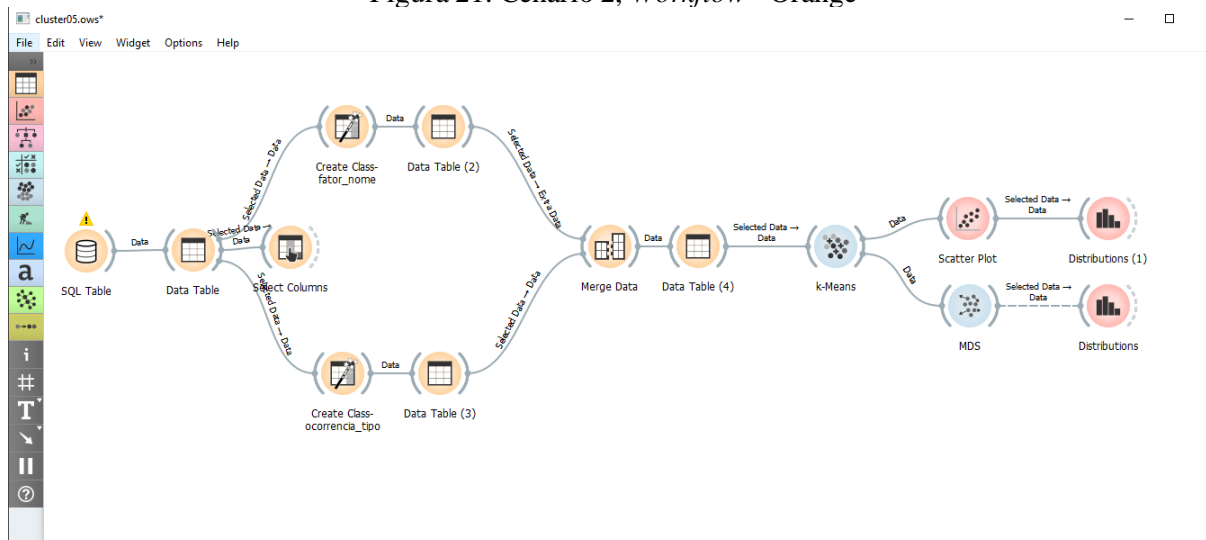 Figura 21: Cenário 2, Workflow - Orange
cluster05.ows*
File Edit View Widget Options Help
Data
Create Class-
fator_nome
Data Table (2)
Selected Data → Data
Selected Data → Extra Data
SQL Table
Data
Data Table
Selected Data →
Data
Select Columns
Selected Data → Data
Create Class-
ocorrencia_tipo
Data
Data Table (3)
Selected Data → Data
Merge Data
Data
Data Table (4)
Selected Data →
Data
k-Means
Data
Scatter Plot
Selected Data →
Data
Distributions (1)
Data
MDS
Selected Data →
Data
Distributions
a
i
#
T
?